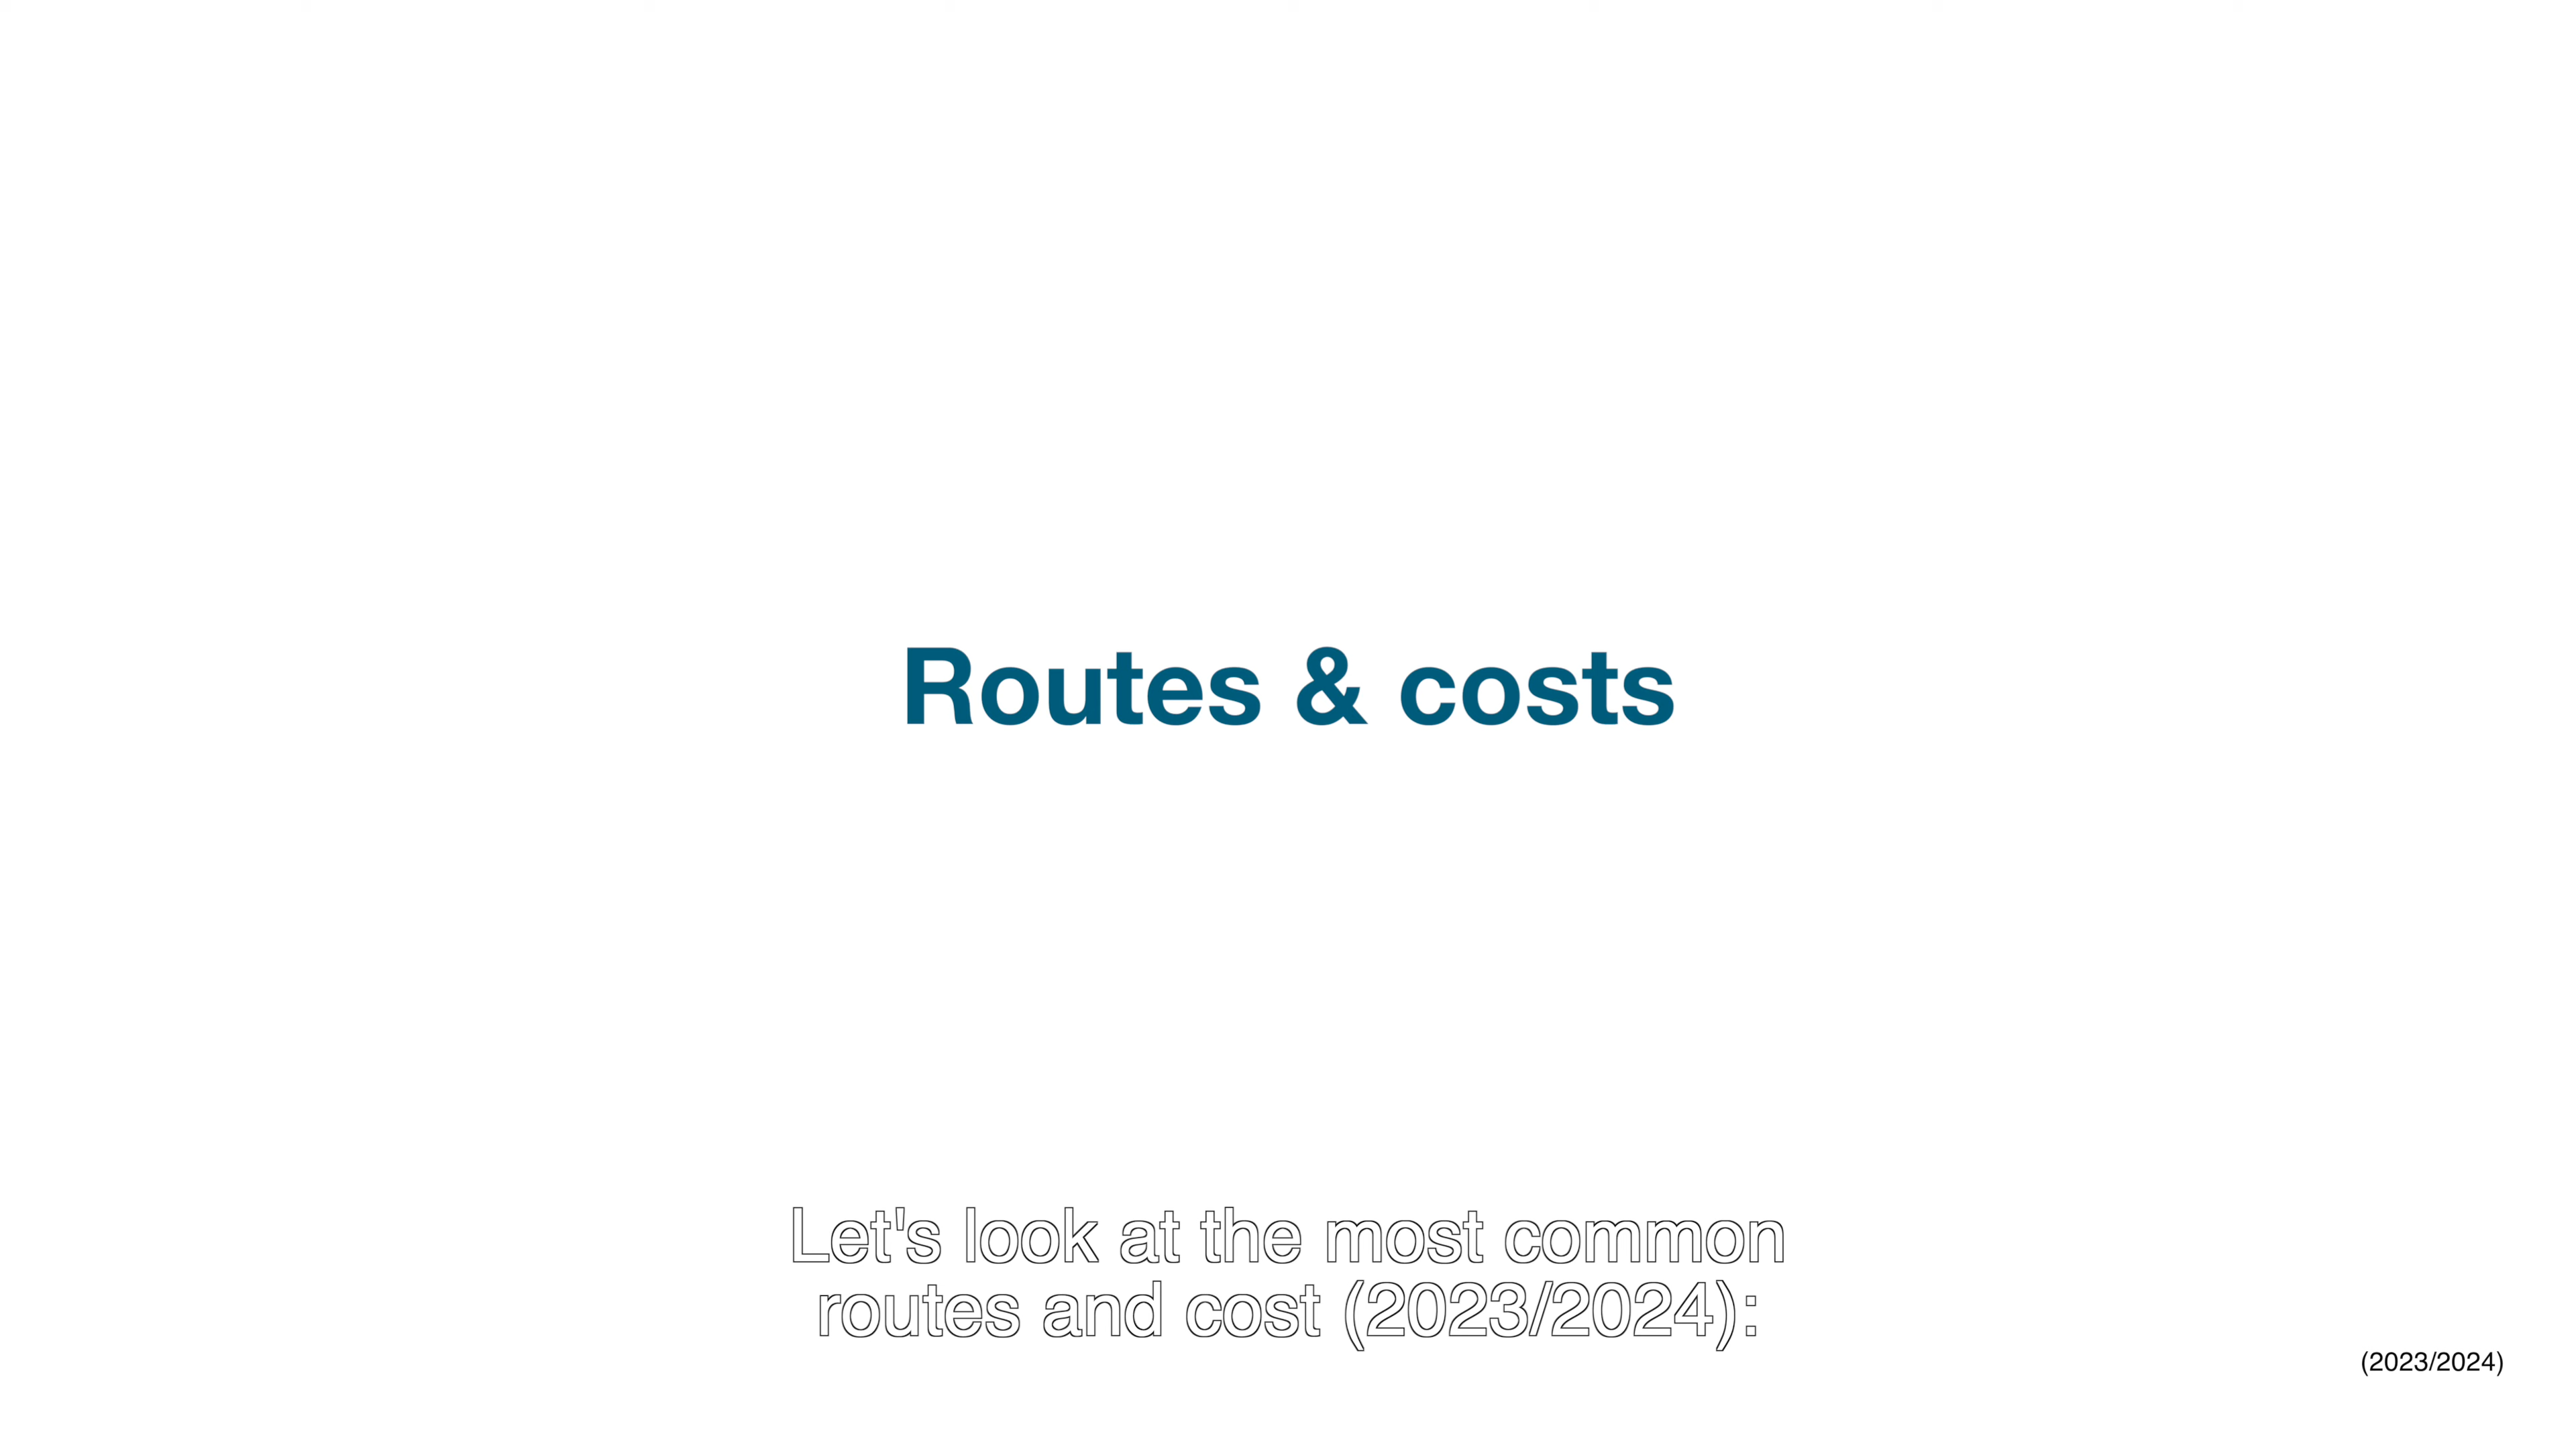 Routes & costs
Let's look at the most common
routes and cost (2023/2024):
(2023/2024)